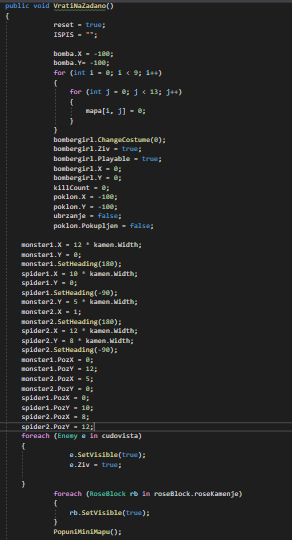 public void VratiNaZadano()
{
reset = true;
ISPIS = "";
bomba.X = -100;
bomba.Y= -100;
for (int i = 0; i < 9; i++)
{
for (int j = 0; j < 13; j++)
{
mapa[i, j] = 0;
}
}
bombergirl.ChangeCostume(0);
bombergirl.Ziv = true;
bombergirl.Playable = true;
bombergirl.X = 0;
bombergirl.Y = 0;
killCount = 0;
poklon.X = -100;
poklon.Y = -100;
ubrzanje = false;
poklon.Pokupljen = false;
monster1.X = 12 * kamen.Width;
monster1.Y = 0;
monster1.SetHeading(180);
spider1.X = 10 * kamen.Width;
spider1.Y = 0;
spider1.SetHeading(-90);
monster2.Y = 5 * kamen.Width;
monster2.X = 1;
monster2.SetHeading(180);
spider2.X = 12 * kamen.Width;
spider2.Y = 8 * kamen.Width;
spider2.SetHeading(-90);
monster1.PozX = 0;
monster1.PozY = 12;
monster2.PozX = 5;
monster2.PozY = 0;
spider1.PozX = 0;
spider1.PozY = 10;
spider2.PozX = 8;
spider2.PozY = 12;
foreach (Enemy e in cudovista)
{
e.SetVisible(true);
e.Ziv = true;
}
foreach (RoseBlock rb in roseBlock.roseKamenje)
{
rb.SetVisible(true);
}
PopuniMiniMapu();